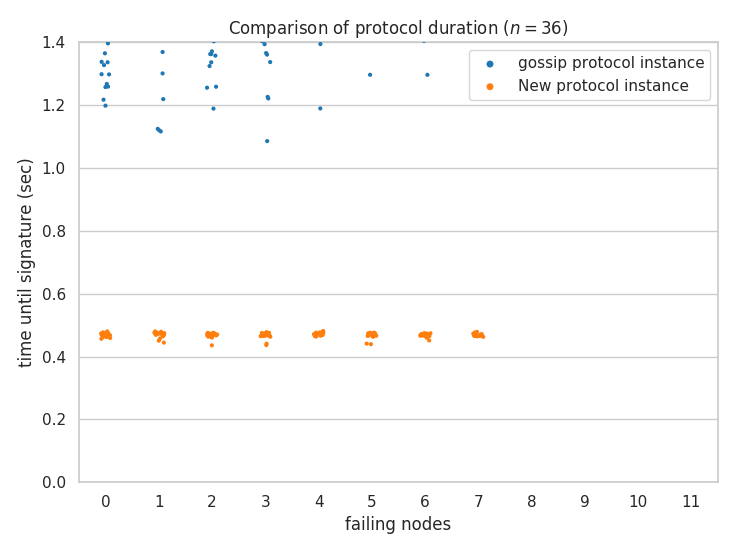 Comparison of protocol duration (n = 36)
gossip protocol instance
New protocol instance
time until signature (sec)
1.4
1.2
1.0
0.8
0.6
0.4
0.2
0.0
0 1 2 3 4 5 6 7 8 9 10 11
failing nodes